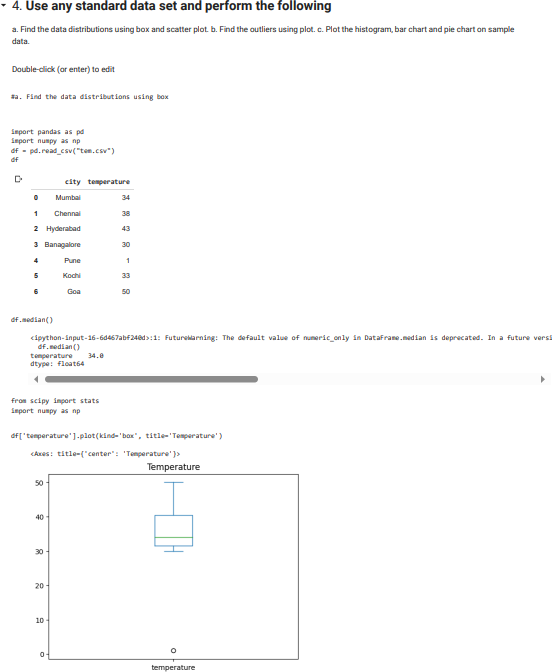 4. Use any standard data set and perform the following
a. Find the data distributions using box and scatter plot. b. Find the outliers using plot. c. Plot the histogram, bar chart and pie chart on sample
data.
Double-click (or enter) to edit
#a. Find the data distributions using box
import pandas as pd
import numpy as np
df = pd.read_csv("tem.csv")
df
city temperature
0 Mumbai 34
1 Chennai 38
2 Hyderabad 43
3 Banagalore 30
4 Pune 1
5 Kochi 33
6 Goa 50
df.median()
<ipython-input-16-6d467abf240d>:1: FutureWarning: The default value of numeric_only in DataFrame.median is deprecated. In a future versi
df.median()
temperature 34.0
dtype: float64
from scipy import stats
import numpy as np
df['temperature'].plot(kind='box', title='Temperature')
<Axes: title={'center': 'Temperature'}>
Temperature
50
40
30
20
10
0
temperature